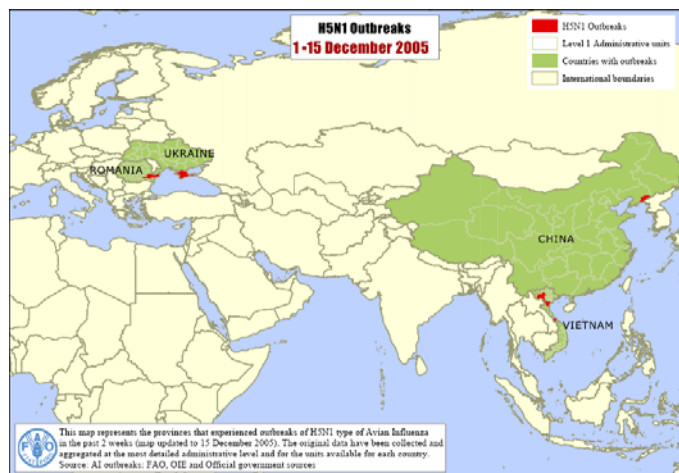 H5N1 Outbreaks
1 -15 December 2005
H5N1 Outbreaks
Level 1 Administrative units
Countries with outbreaks
International boundaries
UKRAINE
ROMANIA
CHINA
VIETNAM
FAO
This map represents the provinces that experienced outbreaks of H5N1 type of Avian Influenza
in the past 2 weeks (map updated to 15 December 2005). The original data have been collected and
aggregated at the most detailed administrative level and for the units available for each country.
Source: AI outbreaks: FAO, OIE and Official government sources